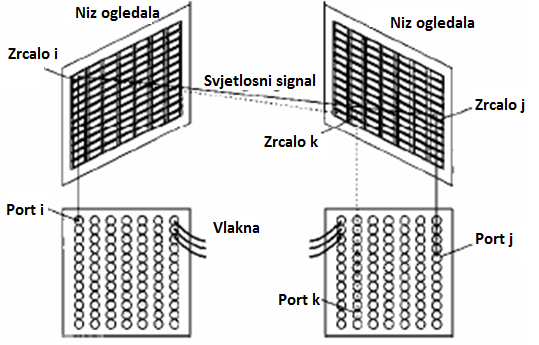 Niz ogledala
Niz ogledala
Zrcalo i
Svjetlosni signal
Zrcalo j
Zrcalo k
Port i
Vlakna
Port j
Port k